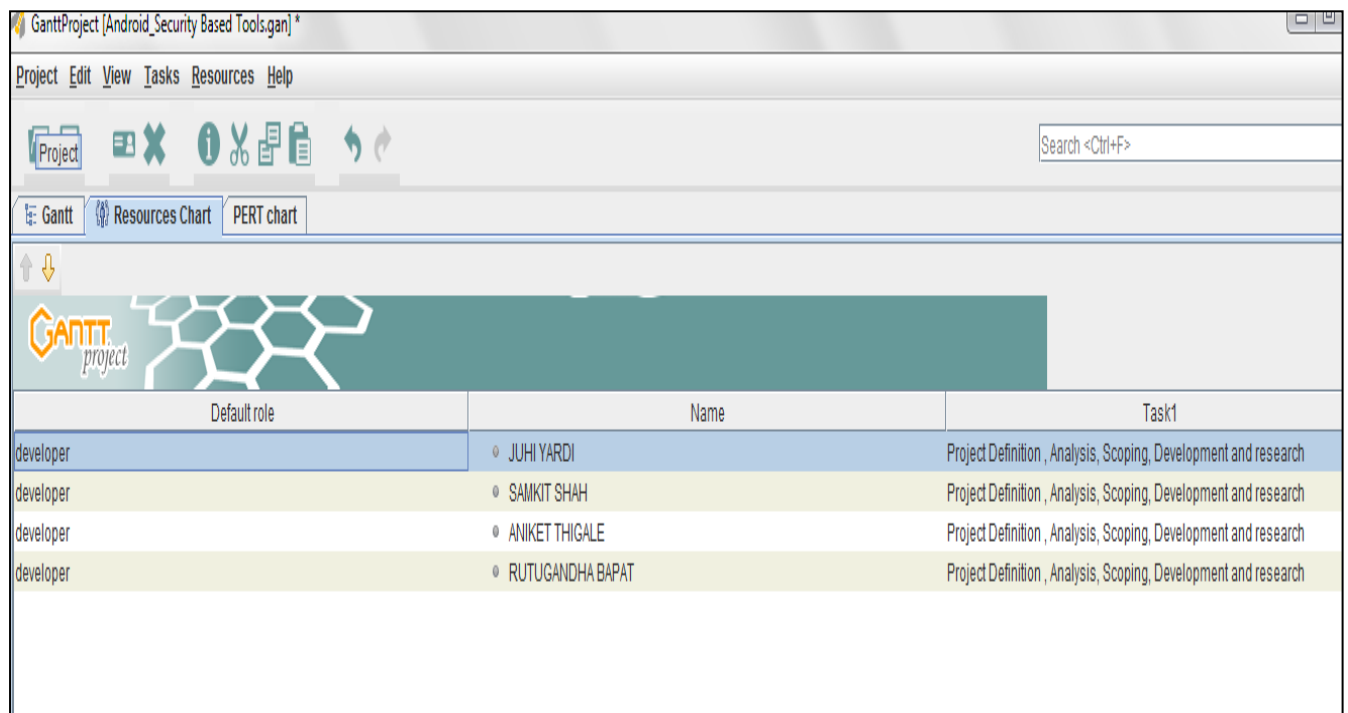 GanttProject [Android_Security Based Tools.gan] *
Project Edit View Tasks Resources Help
Project
Search <Ctrl+F>
Gantt Resources Chart PERT chart
GANTT project
Default role Name Task1
developer JUHI YARDI Project Definition , Analysis, Scoping, Development and research
developer SAMKIT SHAH Project Definition , Analysis, Scoping, Development and research
developer ANIKET THIGALE Project Definition , Analysis, Scoping, Development and research
developer RUTUGANDHA BAPAT Project Definition , Analysis, Scoping, Development and research